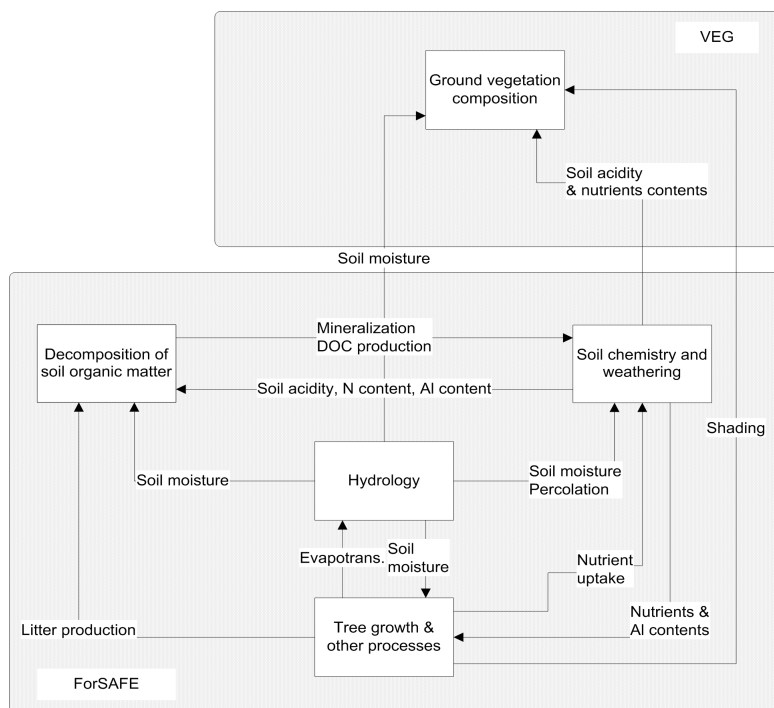 VEG
Ground vegetation
composition
Soil acidity
& nutrients contents
Soil moisture
Mineralization
DOC production
Decomposition of
soil organic matter
Soil chemistry and
weathering
Soil acidity, N content, Al content
Shading
Soil moisture
Hydrology
Soil moisture
Percolation
Evapotrans.
Soil
moisture
Nutrient
uptake
Litter production
Tree growth &
other processes
Nutrients &
Al contents
ForSAFE